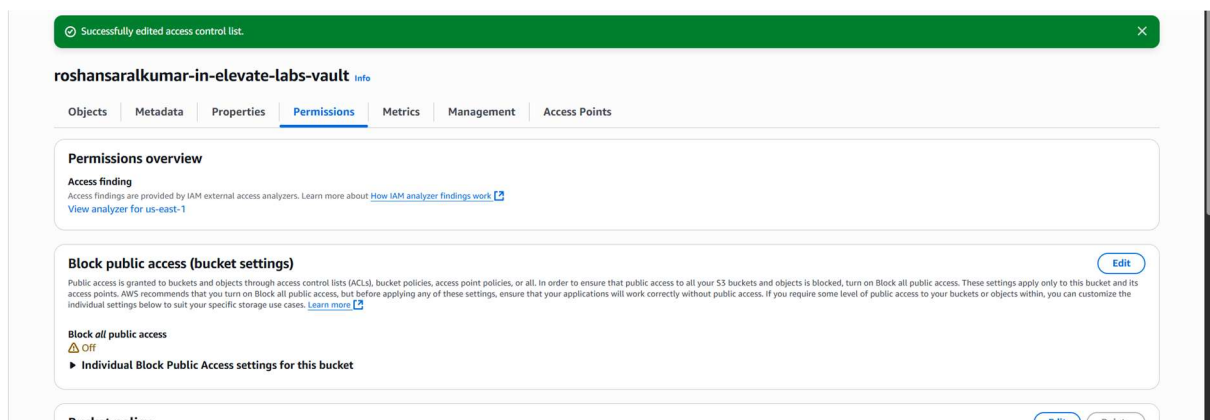 Successfully edited access control list.
roshansaralkumar-in-elevate-labs-vault Info
Objects Metadata Properties Permissions Metrics Management Access Points
Permissions overview
Access finding
Access findings are provided by IAM external access analyzers. Learn more about How IAM analyzer findings work
View analyzer for us-east-1
Block public access (bucket settings) Edit
Public access is granted to buckets and objects through access control lists (ACLs), bucket policies, access point policies, or all. In order to ensure that public access to all your S3 buckets and objects is blocked, turn on Block all public access. These settings apply only to this bucket and its
access points. AWS recommends that you turn on Block all public access, but before applying any of these settings, ensure that your applications will work correctly without public access. If you require some level of public access to your buckets or objects within, you can customize the
individual settings below to suit your specific storage use cases. Learn more
Block all public access
Off
Individual Block Public Access settings for this bucket